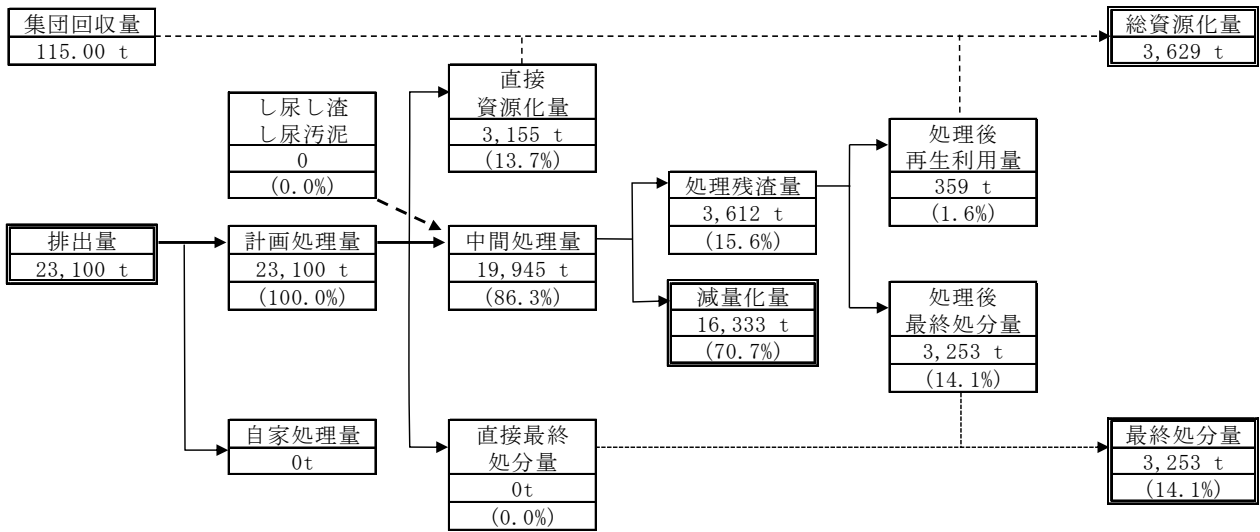 集団回収量
115.00 t
総資源化量
3,629 t
直接
資源化量
3,155 t
(13.7%)
し尿し渣
し尿汚泥
0
(0.0%)
処理後
再生利用量
359 t
(1.6%)
処理残渣量
3,612 t
(15.6%)
排出量
23,100 t
計画処理量
23,100 t
(100.0%)
中間処理量
19,945 t
(86.3%)
減量化量
16,333 t
(70.7%)
処理後
最終処分量
3,253 t
(14.1%)
自家処理量
0t
直接最終
処分量
0t
(0.0%)
最終処分量
3,253 t
(14.1%)